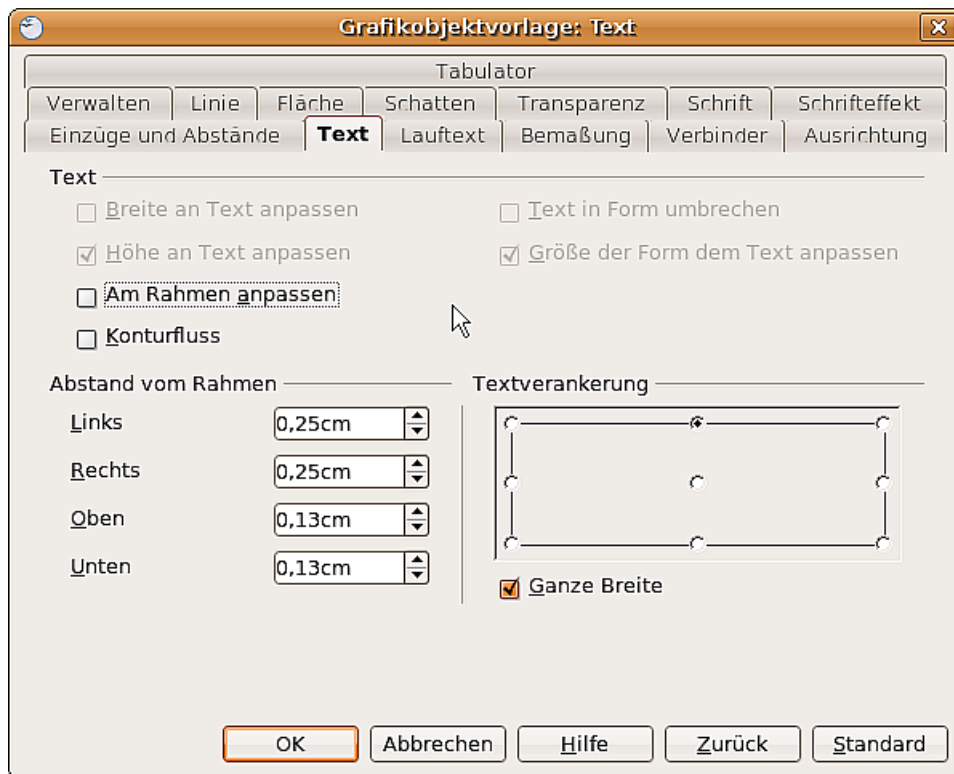 Grafikobjektvorlage: Text
Tabulator
Verwalten Linie Fläche Schatten Transparenz Schrift Schrifteffekt
Einzüge und Abstände Text Lauftext Bemaßung Verbinder Ausrichtung
Text
Breite an Text anpassen Text in Form umbrechen
Höhe an Text anpassen Größe der Form dem Text anpassen
Am Rahmen anpassen
Konturfluss
Abstand vom Rahmen Textverankerung
Links 0,25cm
Rechts 0,25cm
Oben 0,13cm
Unten 0,13cm
Ganze Breite
OK Abbrechen Hilfe Zurück Standard